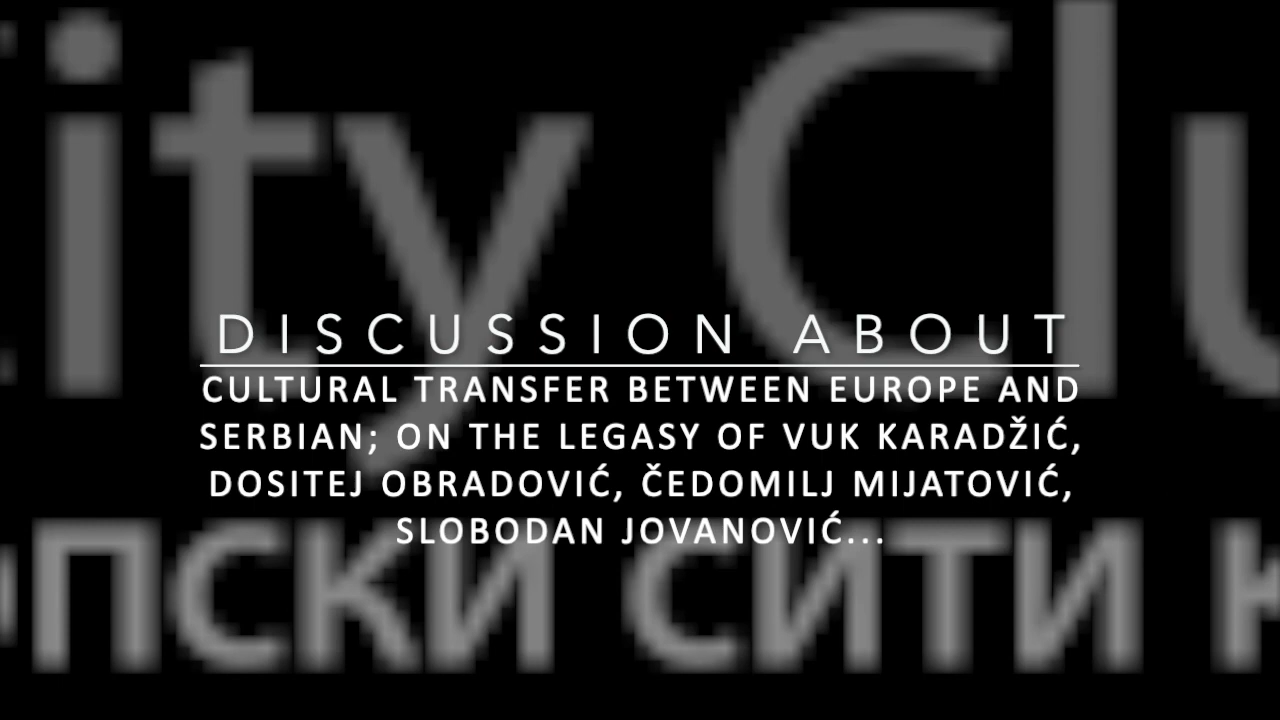 ity Clu
DISCUSSION ABOUT
CULTURAL TRANSFER BETWEEN EUROPE AND
SERBIAN; ON THE LEGASY OF VUK KARADŽIĆ,
DOSITEJ OBRADOVIĆ, ČEDOMILJ MIJATOVIĆ,
SLOBODAN JOVANOVIĆ...
пски сити к